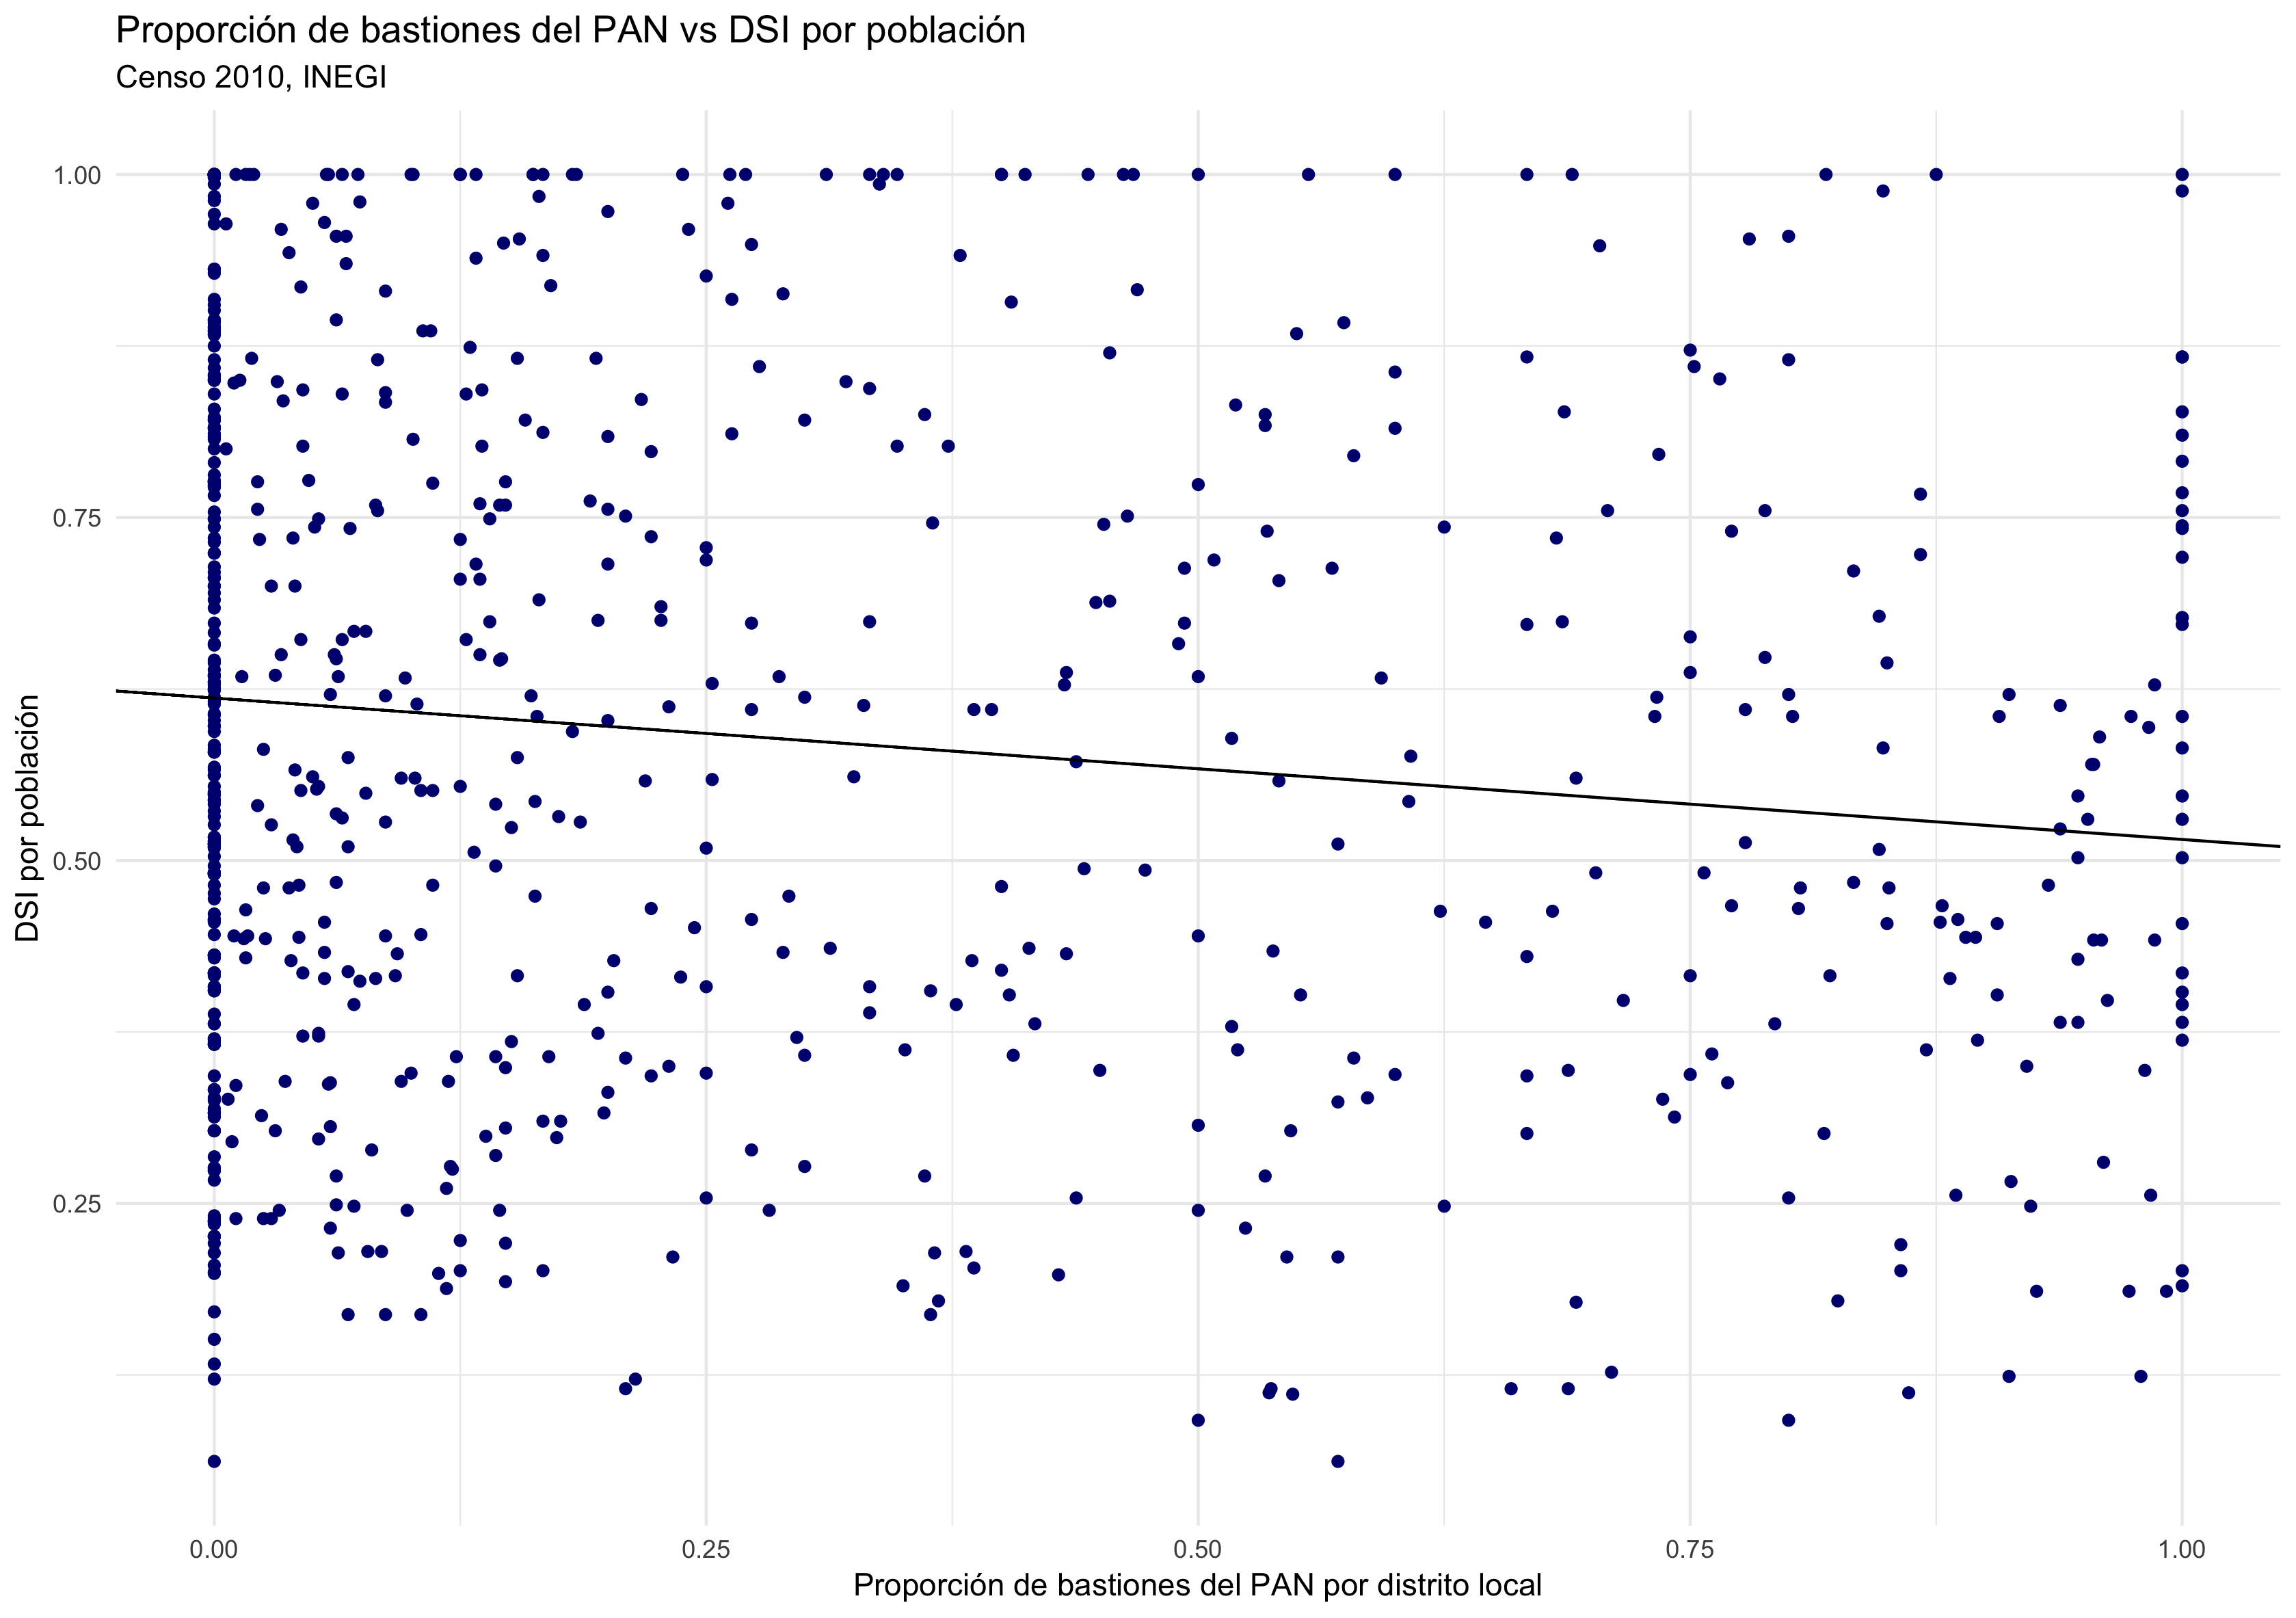 Proporción de bastiones del PAN vs DSI por población
Censo 2010, INEGI
1.00
0.75
0.50
0.25
DSI por población
0.00
0.25
0.50
0.75
1.00
Proporción de bastiones del PAN por distrito local